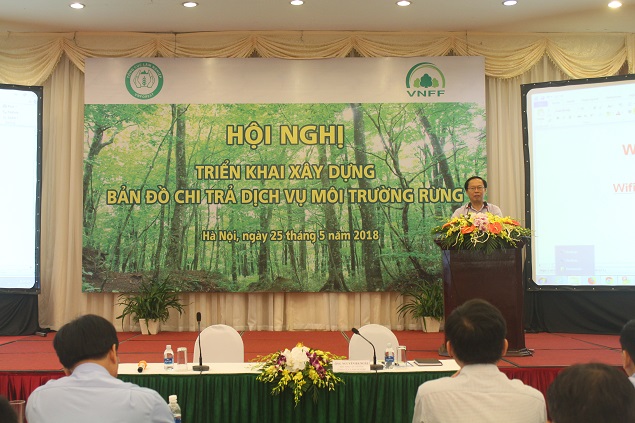 VNFF
HỘI NGHỊ
TRIỂN KHAI XÂY DỰNG
BẢN ĐỒ CHI TRẢ DỊCH VỤ MÔI TRƯỜNG RỪNG
Hà Nội, ngày 25 tháng 5 năm 2018
W
Wifi